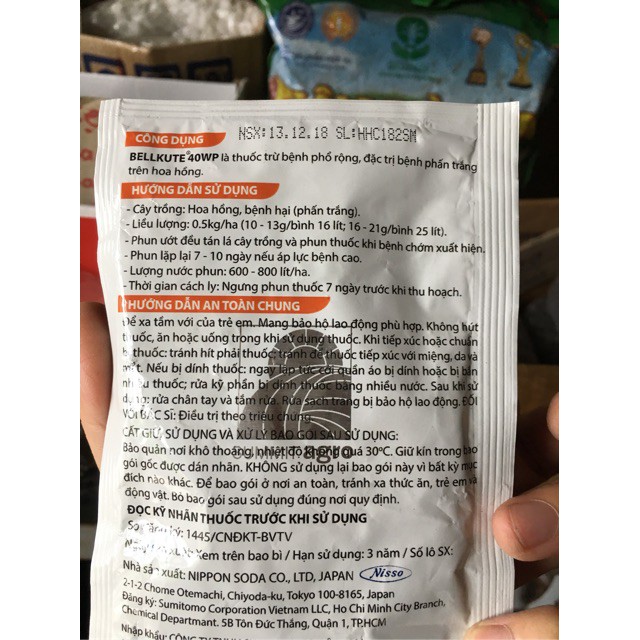 NSX:13.12.18 SL:HHC182SM
CÔNG DỤNG
BELLKUTE®40WP là thuốc trừ bệnh phổ rộng, đặc trị bệnh phấn trắng
trên hoa hồng.
HƯỚNG DẪN SỬ DỤNG
- Cây trồng: Hoa hồng, bệnh hại (phấn trắng).
- Liều lượng: 0.5kg/ha (10 - 13g/bình 16 lít; 16 - 21g/bình 25 lít).
- Phun ướt đều tán lá cây trồng và phun thuốc khi bệnh chớm xuất hiện.
- Phun lặp lại 7 - 10 ngày nếu áp lực bệnh cao.
- Lượng nước phun: 600 - 800 lít/ha.
- Thời gian cách ly: Ngưng phun thuốc 7 ngày trước khi thu hoạch.
HƯỚNG DẪN AN TOÀN CHUNG
Để xa tầm với của trẻ em. Mang bảo hộ lao động phù hợp. Không hút
thuốc, ăn hoặc uống trong khi sử dụng thuốc. Khi tiếp xúc hoặc chuẩn
bị thuốc: tránh hít phải thuốc; tránh để thuốc tiếp xúc với miệng, da và
mắt. Nếu bị dính thuốc: ngay lập tức cởi quần áo bị dính hoặc bị bẩn
nhiều thuốc; rửa kỹ phần bị dính thuốc bằng nhiều nước. Sau khi sử
dụng: rửa chân tay và tắm rửa. Rửa sạch trang bị bảo hộ lao động. ĐỐI
VỚI BÁC SĨ: Điều trị theo triệu chứng.
CẤT GIỮ, SỬ DỤNG VÀ XỬ LÝ BAO GÓI SAU SỬ DỤNG:
Bảo quản nơi khô thoáng, nhiệt độ không quá 30°C. Giữ kín trong bao
gói gốc được dán nhãn. KHÔNG sử dụng lại bao gói này vì bất kỳ mục
đích nào khác. Để bao gói ở nơi an toàn, tránh xa thức ăn, trẻ em và
động vật. Bỏ bao gói sau sử dụng đúng nơi quy định.
agro
ĐỌC KỸ NHÃN THUỐC TRƯỚC KHI SỬ DỤNG
Số đăng ký: 1445/CNĐKT-BVTV
Xem trên bao bì / Hạn sử dụng: 3 năm / Số lô SX:
Nhà sản xuất: NIPPON SODA CO., LTD, JAPAN Nisso
2-1-2 Chome Otemachi, Chiyoda-ku, Tokyo 100-8165, Japan
Đăng ký: Sumitomo Corporation Vietnam LLC, Ho Chi Minh City Branch,
Chemical Department. 5B Tôn Đức Thắng, Quận 1, TP.HCM
Nhập khẩu: CÔNG TY